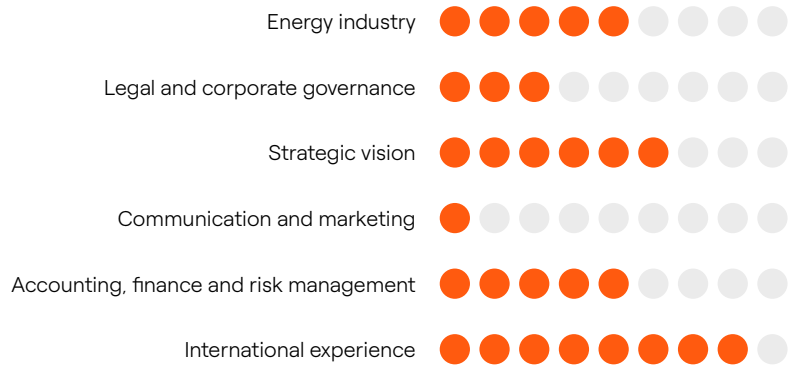 Energy industry
Legal and corporate governance
Strategic vision
Communication and marketing
Accounting, finance and risk management
International experience